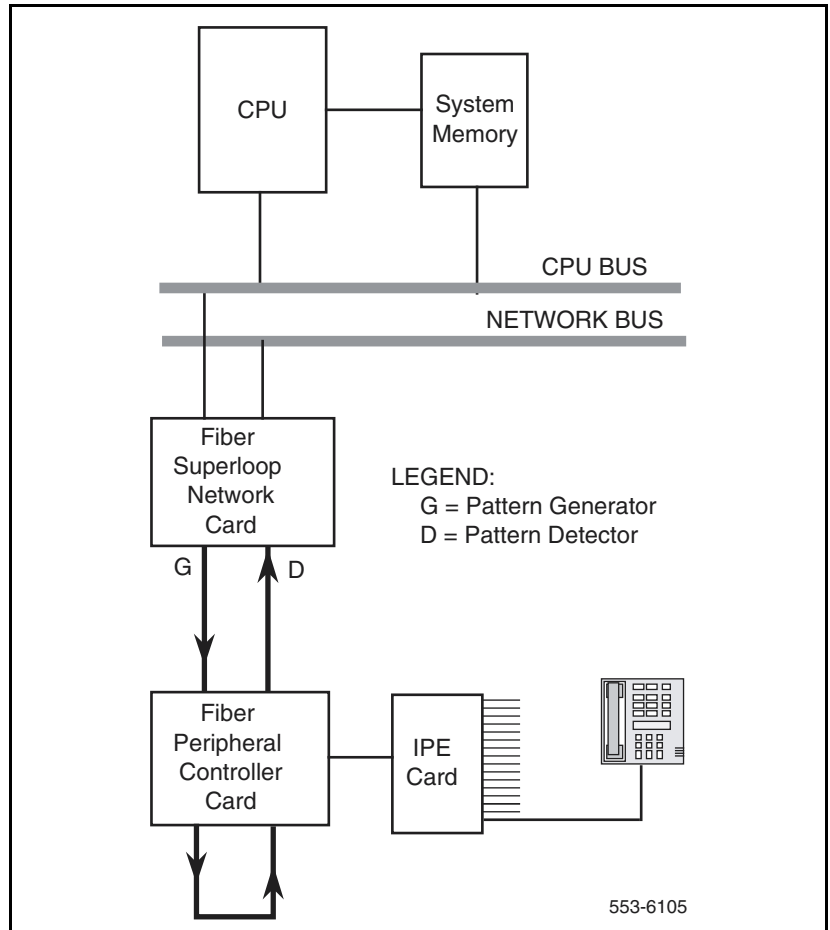 CPU
System
Memory
CPU BUS
NETWORK BUS
Fiber
Superloop
Network
Card
LEGEND:
G = Pattern Generator
D = Pattern Detector
G
D
Fiber
Peripheral
Controller
Card
IPE
Card
553-6105